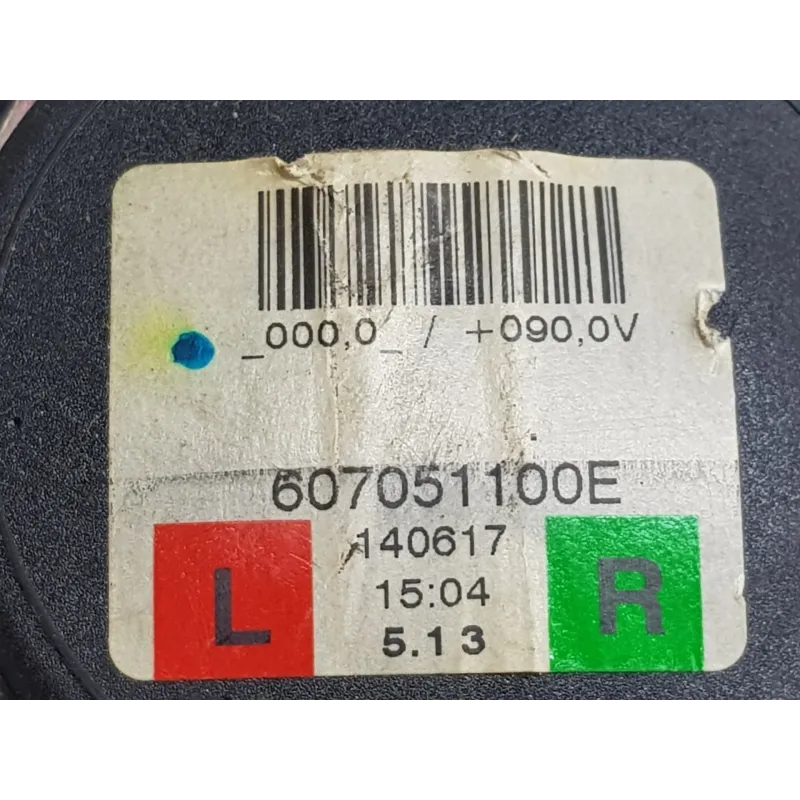 _000,0_ / +090,0V
607051100E
140617
15:04
5.13
L
R